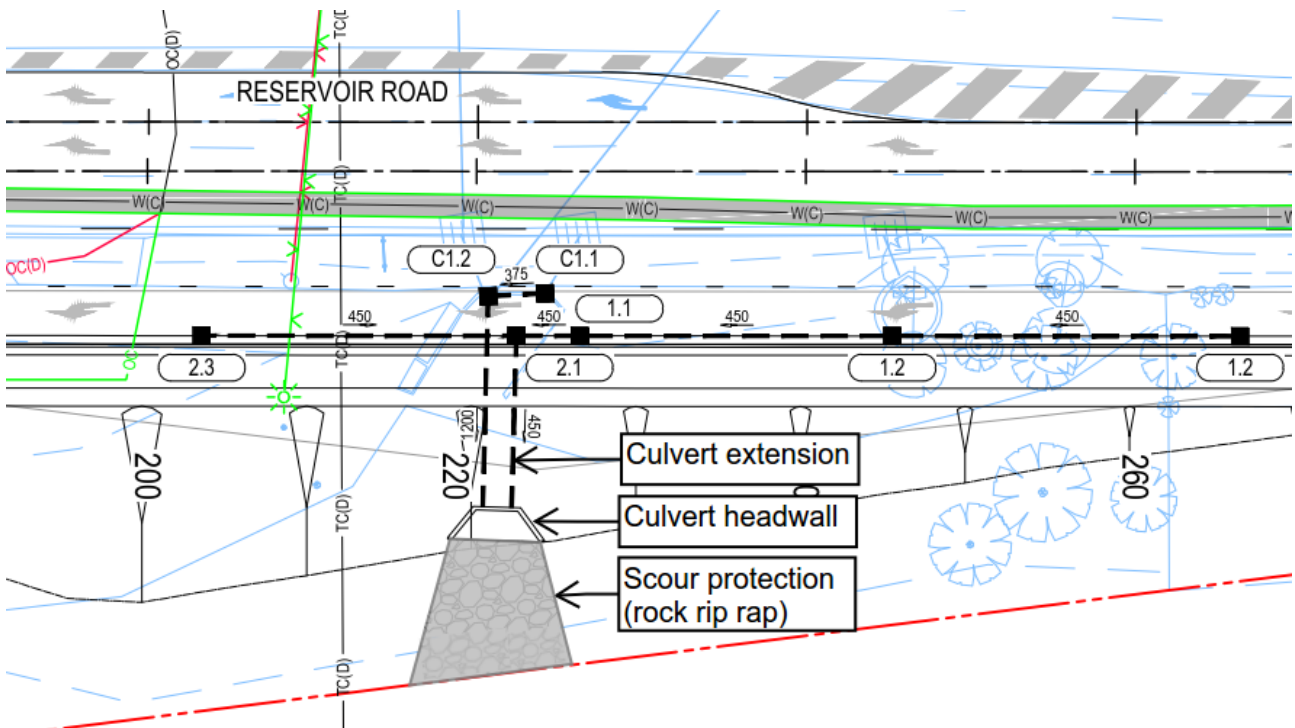 OC(D)
TC(D)
RESERVOIR ROAD
TC(D)
W(C) W(C) W(C) W(C) W(C) W(C) W(C) W(C)
OC(D)
C1.2 C1.1
375
1.1
450 450 450 450
OC
TC(D)
2.3 2.1 1.2 1.2
1200 450
200 220 260
Culvert extension
TC(D)
Culvert headwall
Scour protection
(rock rip rap)
TC(D)